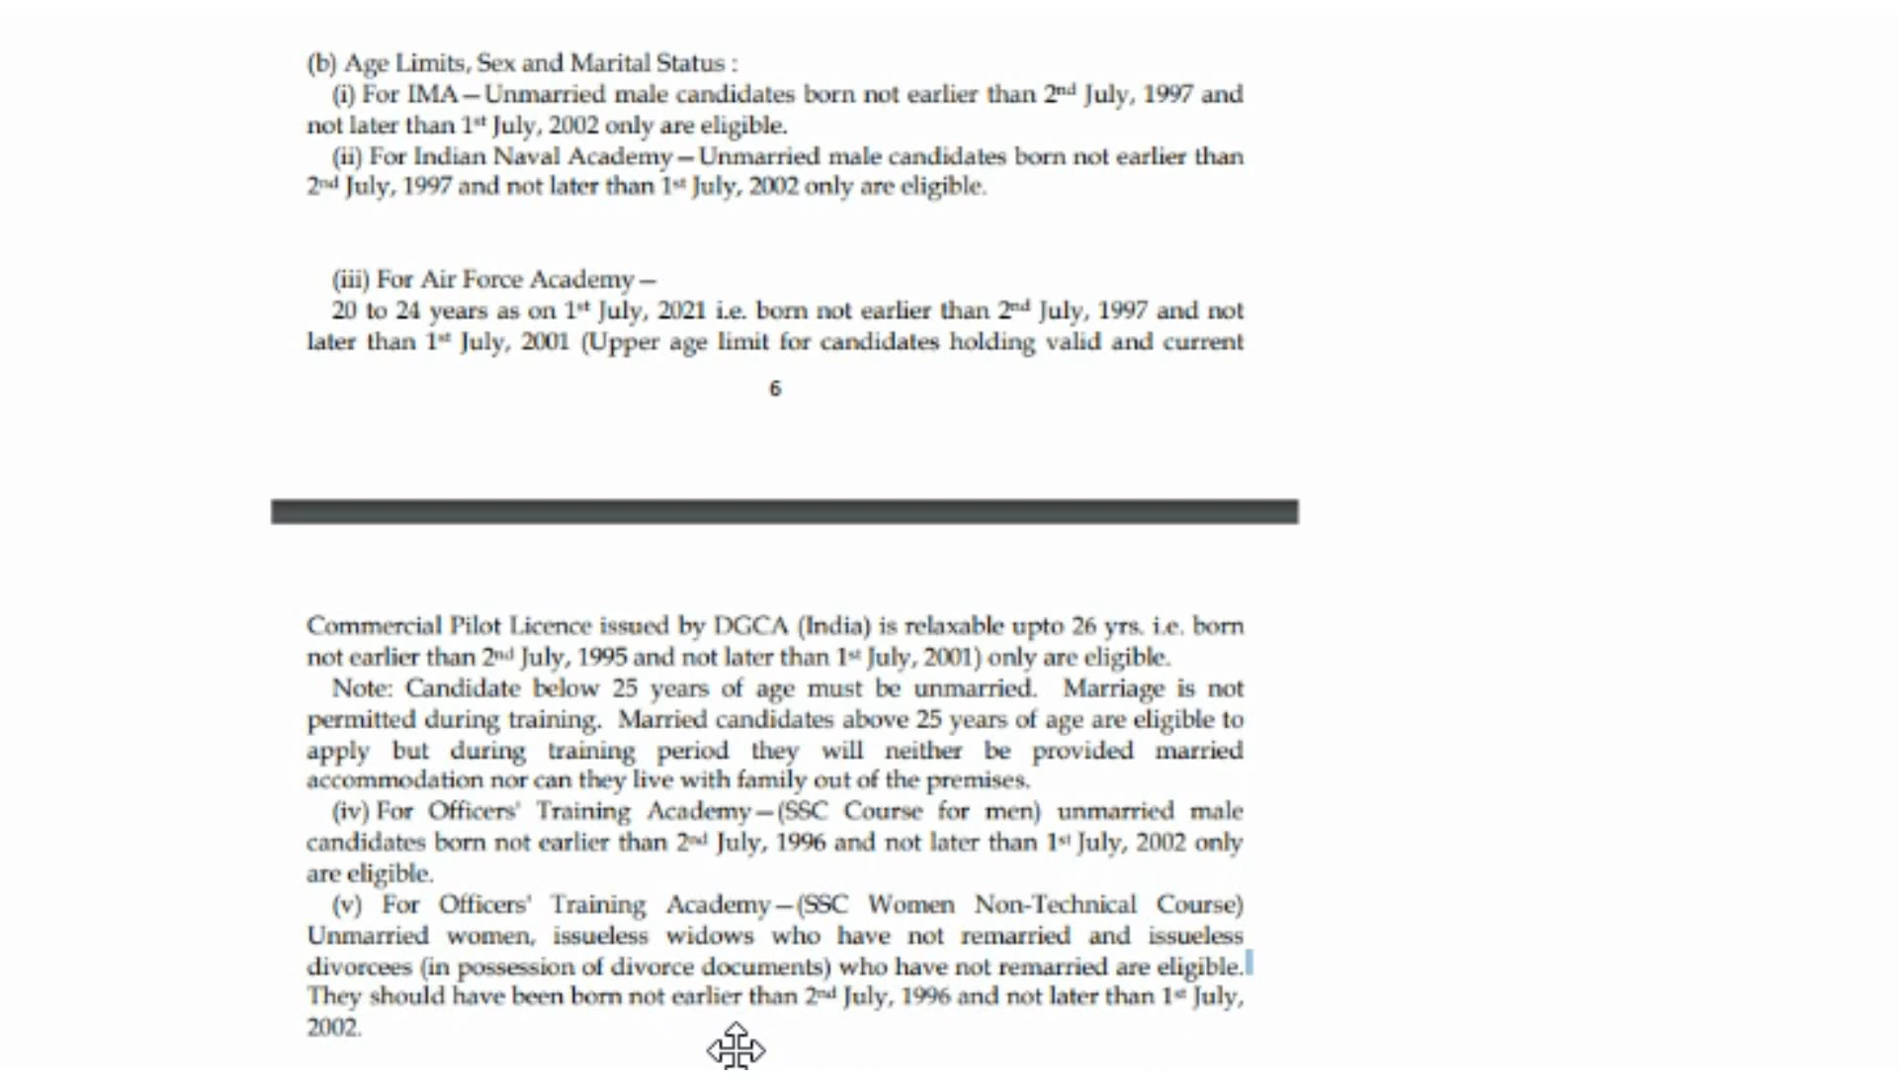 (b) Age Limits, Sex and Marital Status :
(i) For IMA—Unmarried male candidates born not earlier than 2nd July, 1997 and
not later than 1st July, 2002 only are eligible.
(ii) For Indian Naval Academy—Unmarried male candidates born not earlier than
2nd July, 1997 and not later than 1st July, 2002 only are eligible.
(iii) For Air Force Academy—
20 to 24 years as on 1st July, 2021 i.e. born not earlier than 2nd July, 1997 and not
later than 1st July, 2001 (Upper age limit for candidates holding valid and current
6
Commercial Pilot Licence issued by DGCA (India) is relaxable upto 26 yrs. i.e. born
not earlier than 2nd July, 1995 and not later than 1st July, 2001) only are eligible.
Note: Candidate below 25 years of age must be unmarried. Marriage is not
permitted during training. Married candidates above 25 years of age are eligible to
apply but during training period they will neither be provided married
accommodation nor can they live with family out of the premises.
(iv) For Officers' Training Academy—(SSC Course for men) unmarried male
candidates born not earlier than 2nd July, 1996 and not later than 1st July, 2002 only
are eligible.
(v) For Officers' Training Academy—(SSC Women Non-Technical Course)
Unmarried women, issueless widows who have not remarried and issueless
divorcees (in possession of divorce documents) who have not remarried are eligible.
They should have been born not earlier than 2nd July, 1996 and not later than 1st July,
2002.